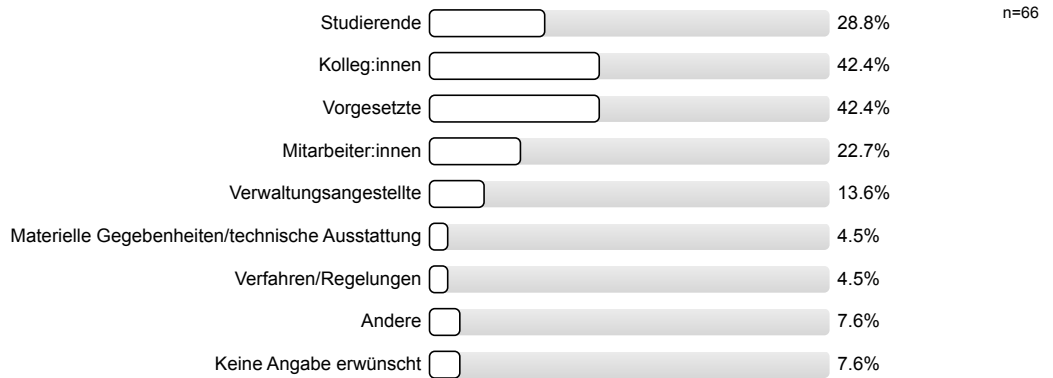 n=66
Studierende 28.8%
Kolleg:innen 42.4%
Vorgesetzte 42.4%
Mitarbeiter:innen 22.7%
Verwaltungsangestellte 13.6%
Materielle Gegebenheiten/technische Ausstattung 4.5%
Verfahren/Regelungen 4.5%
Andere 7.6%
Keine Angabe erwünscht 7.6%